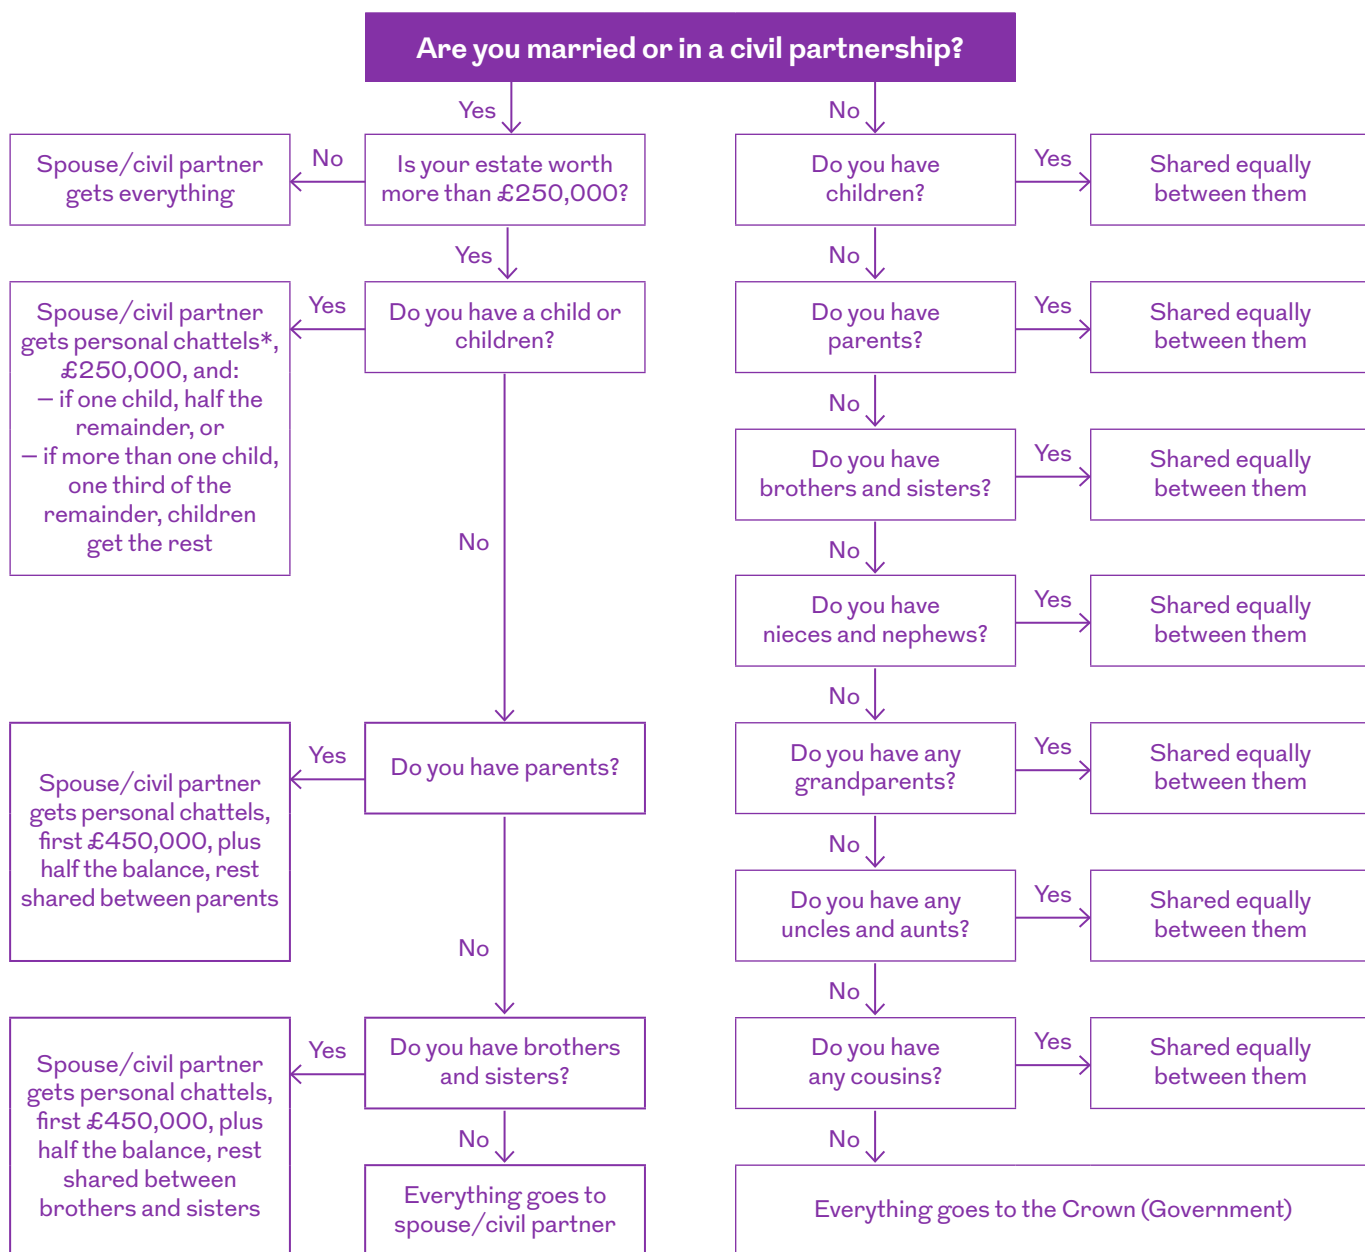 Are you married or in a civil partnership?
Yes
No
Spouse/civil partner
gets everything
No
Is your estate worth
more than £250,000?
Do you have
children?
Yes
Shared equally
between them
Yes
No
Spouse/civil partner
gets personal chattels*,
£250,000, and:
– if one child, half the
remainder, or
– if more than one child,
one third of the
remainder, children
get the rest
Yes
Do you have a child or
children?
Do you have
parents?
Yes
Shared equally
between them
No
Do you have
brothers and sisters?
Yes
Shared equally
between them
No
No
Do you have
nieces and nephews?
Yes
Shared equally
between them
No
Spouse/civil partner
gets personal chattels,
first £450,000, plus
half the balance, rest
shared between parents
Yes
Do you have parents?
Do you have any
grandparents?
Yes
Shared equally
between them
No
Do you have any
uncles and aunts?
Yes
Shared equally
between them
No
No
Spouse/civil partner
gets personal chattels,
first £450,000, plus
half the balance, rest
shared between
brothers and sisters
Yes
Do you have brothers
and sisters?
Do you have
any cousins?
Yes
Shared equally
between them
No
No
Everything goes to
spouse/civil partner
Everything goes to the Crown (Government)